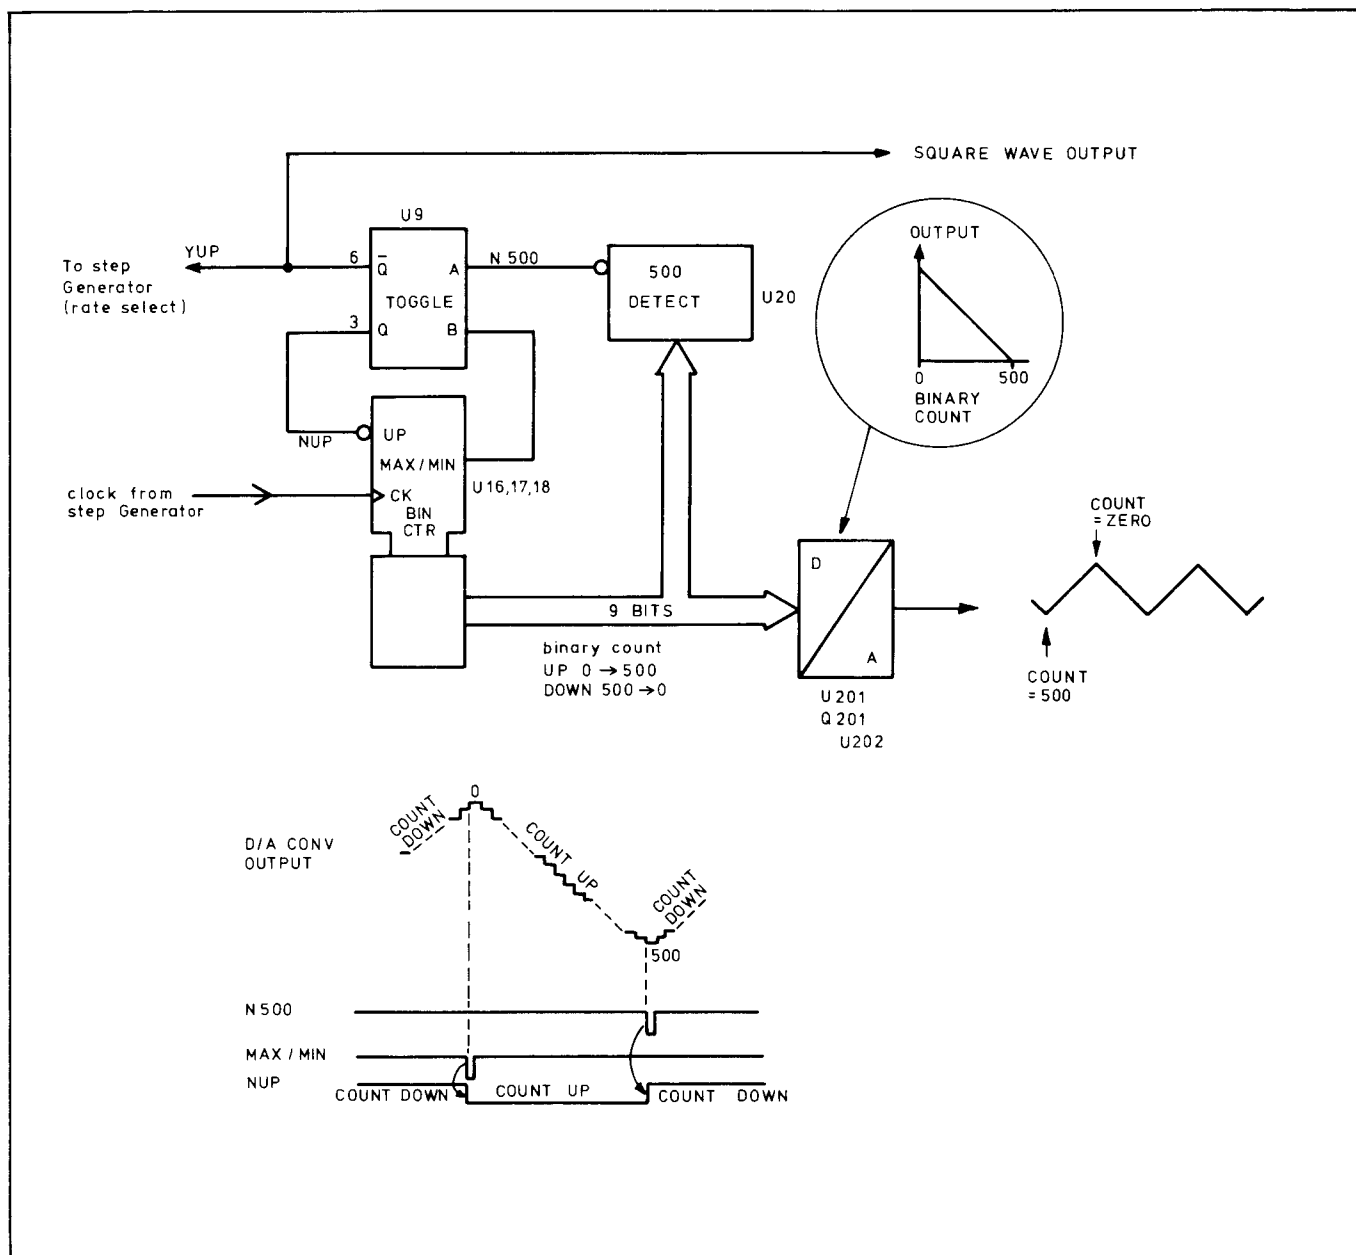 SQUARE WAVE OUTPUT
U9
YUP
6
Q̅
A
N 500
To step
Generator
(rate select)
TOGGLE
3
Q
B
500
DETECT
U20
OUTPUT
0
500
BINARY
COUNT
NUP
UP
MAX/MIN
U16,17,18
clock from
step Generator
CK
BIN
CTR
COUNT
=ZERO
D
A
9 BITS
binary count
UP 0→500
DOWN 500→0
U201
Q201
U202
COUNT
=500
D/A CONV
OUTPUT
COUNT
DOWN
0
COUNT UP
COUNT
DOWN
500
N500
MAX / MIN
NUP
COUNT DOWN
COUNT UP
COUNT DOWN